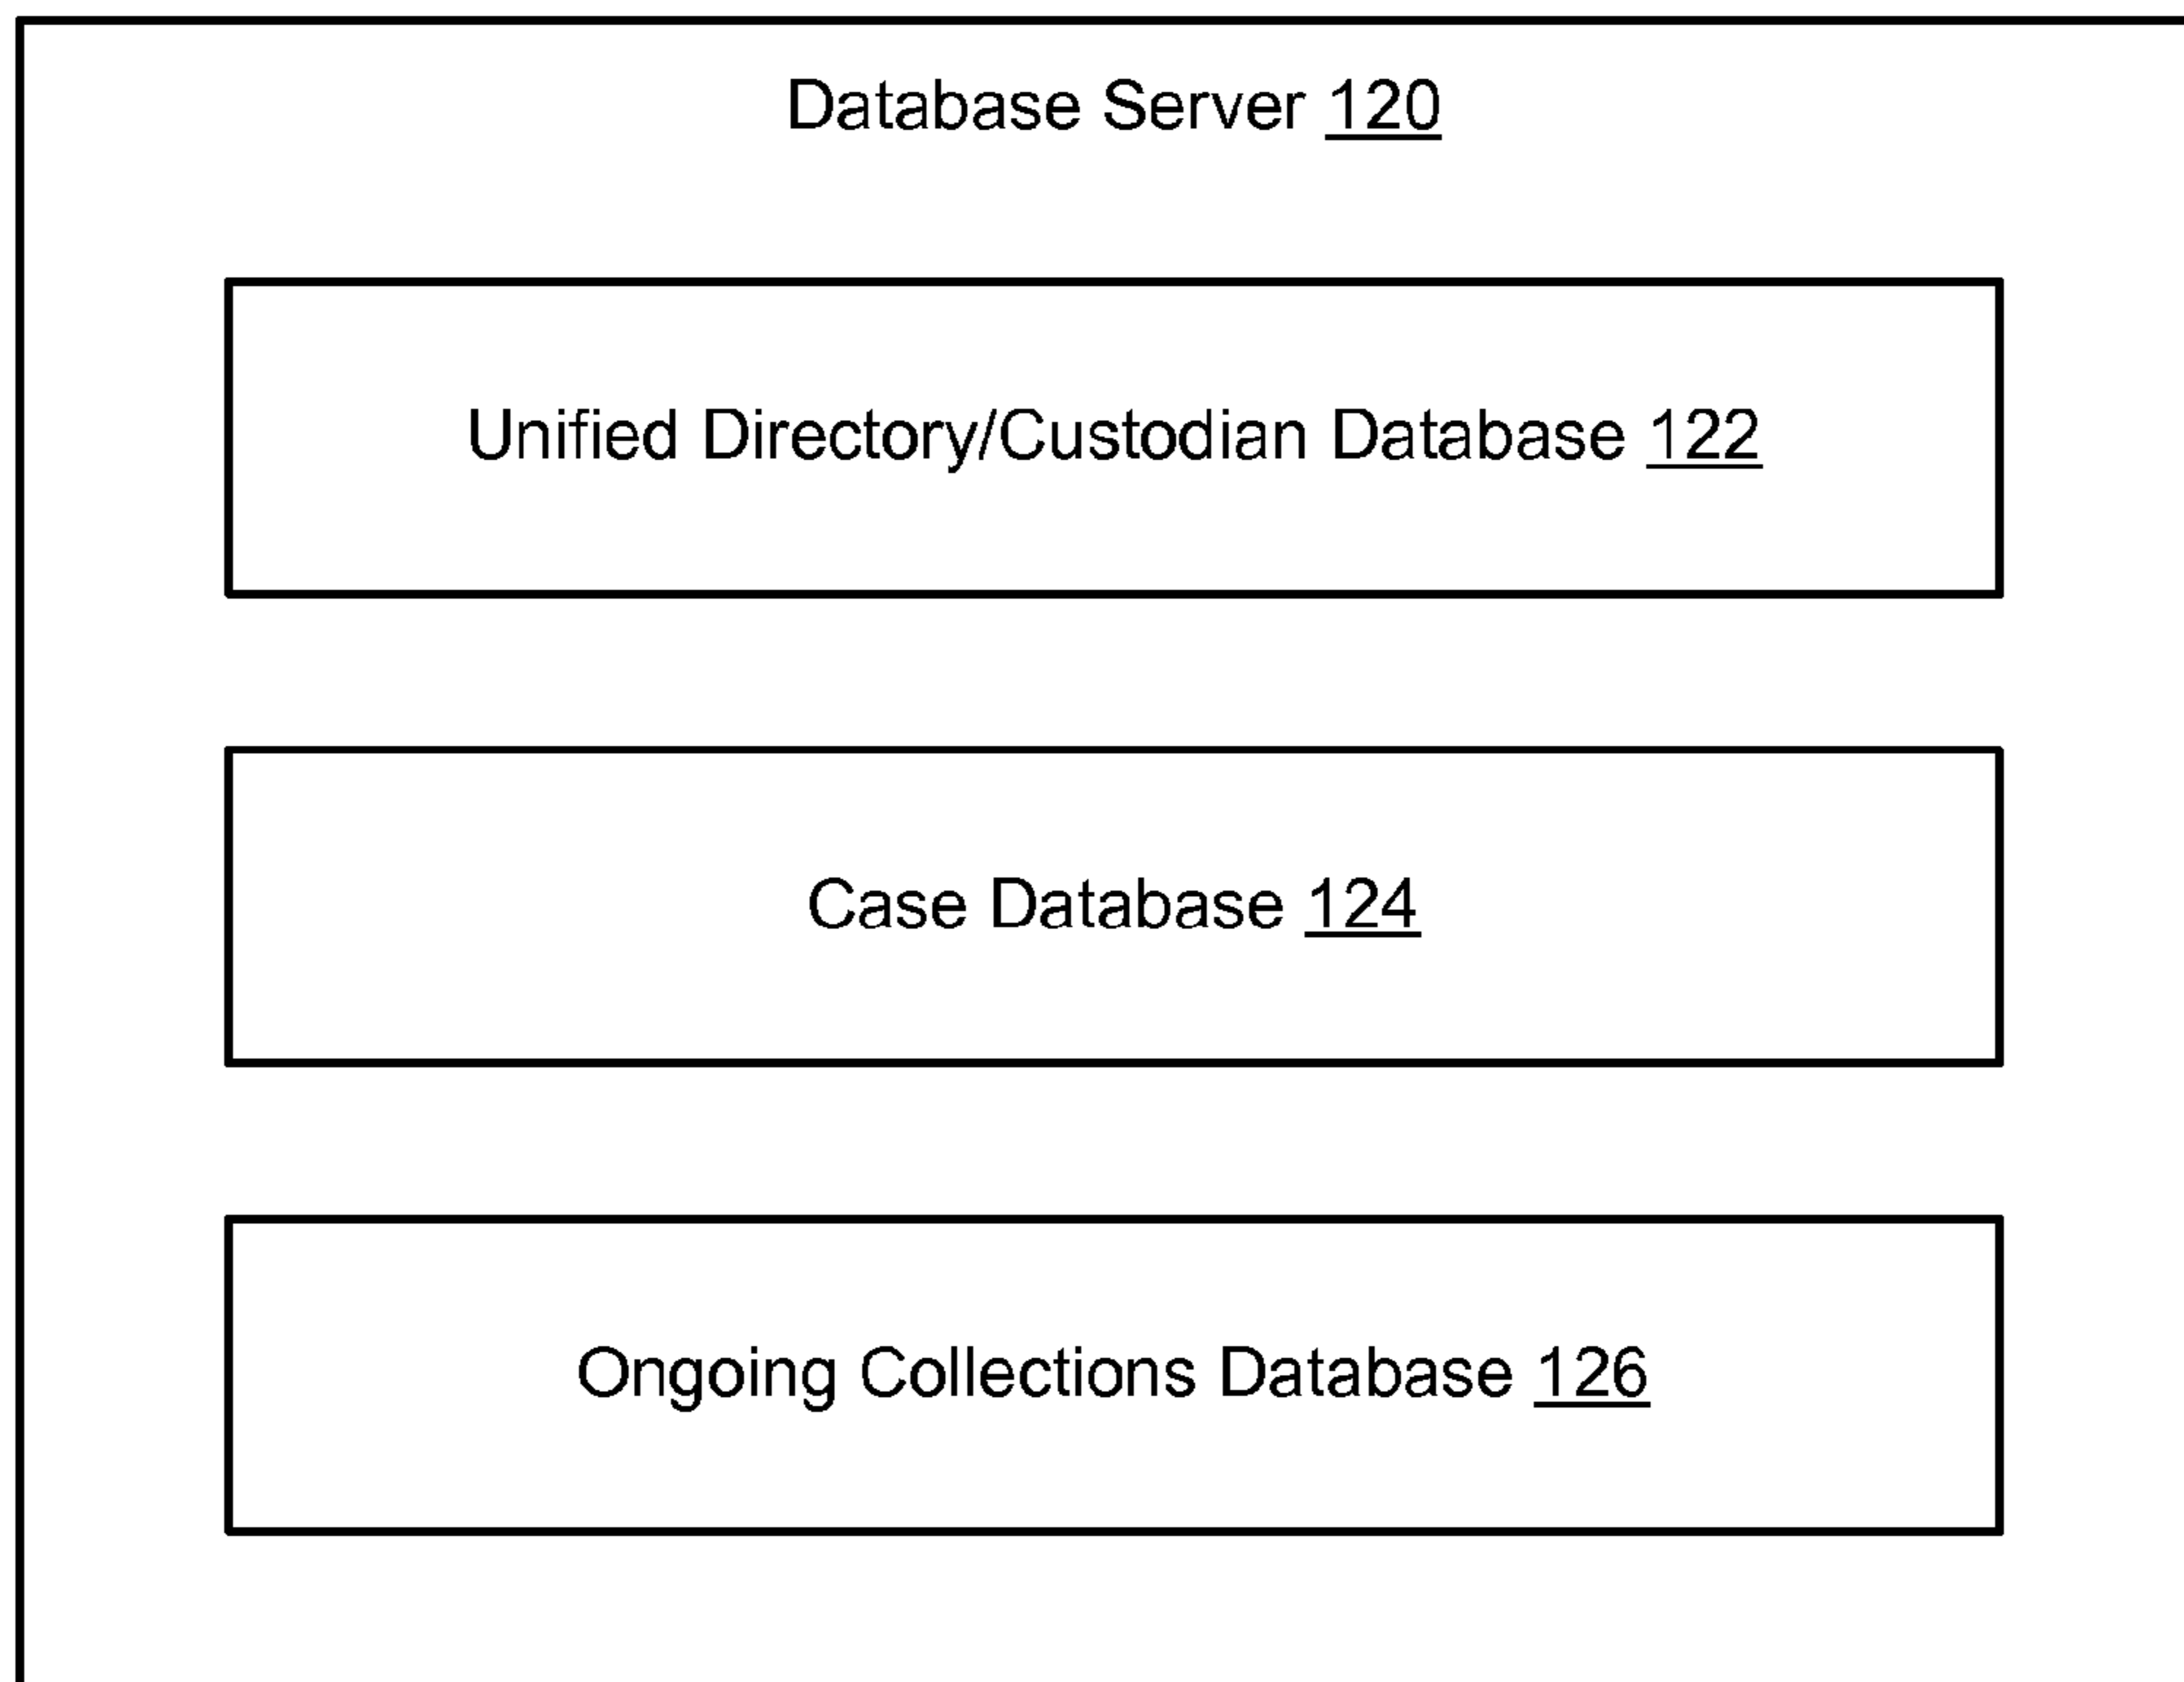 Database Server 120
Unified Directory/Custodian Database 122
Case Database 124
Ongoing Collections Database 126